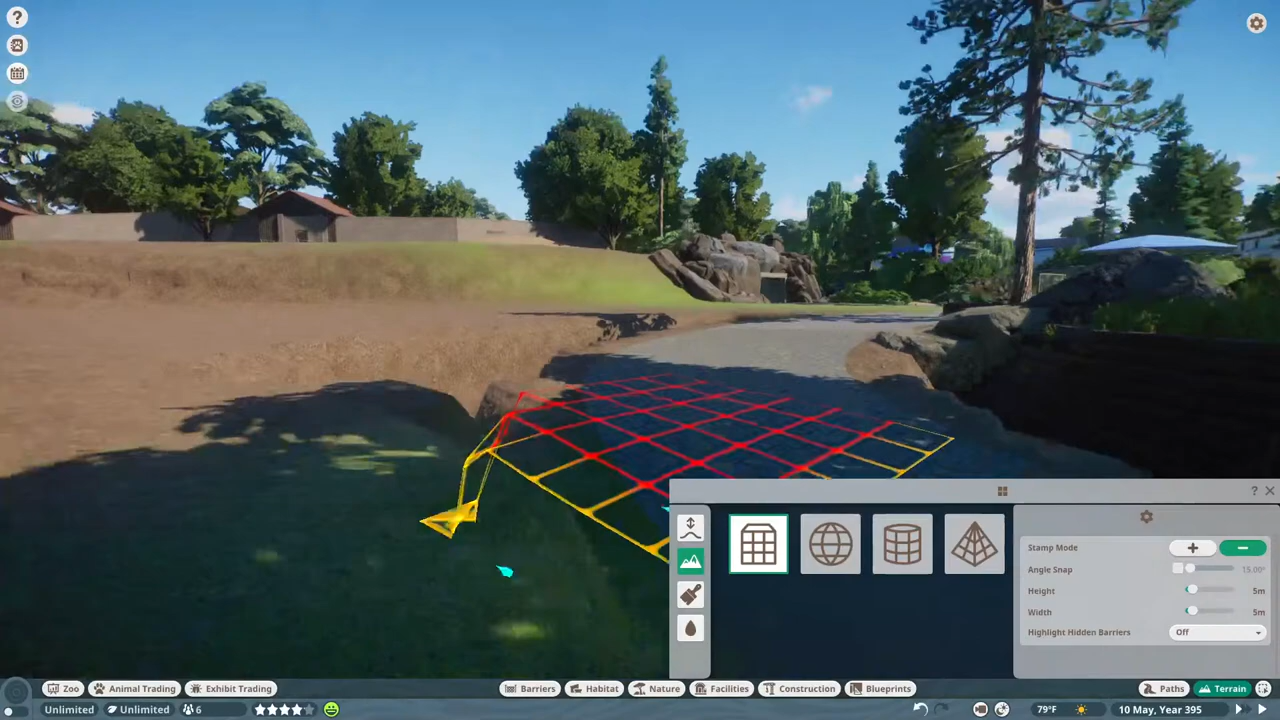 ?
?
Stamp Mode
Angle Snap 15.00°
Height 5m
Width 5m
Highlight Hidden Barriers Off
Zoo Animal Trading Exhibit Trading Barriers Habitat Nature Facilities Construction Blueprints Paths Terrain
Unlimited Unlimited 6 79°F 10 May, Year 395